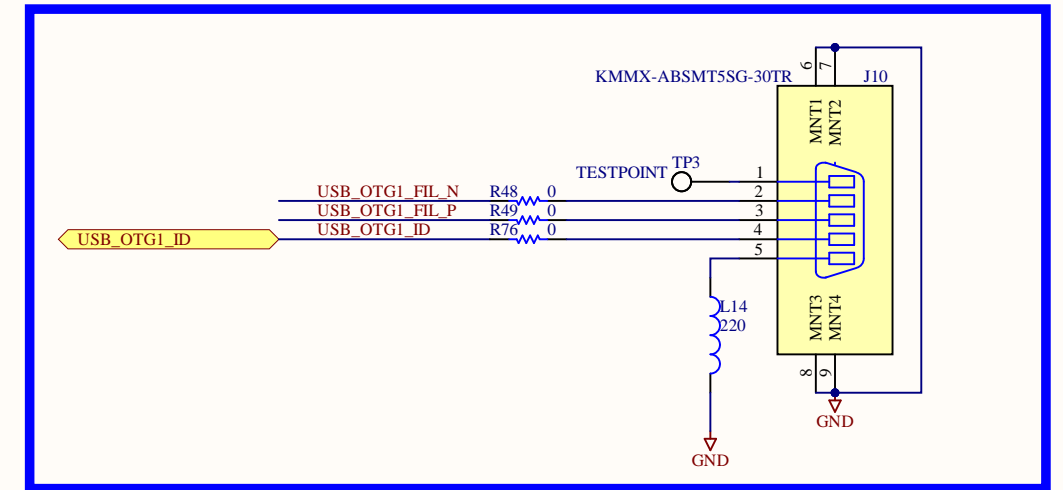 KMMX-ABSMT5SG-30TR
J10
6
7
MNT1
MNT2
TESTPOINT
TP3
1
USB_OTG1_FIL_N
R48
0
2
USB_OTG1_FIL_P
R49
0
3
USB_OTG1_ID
USB_OTG1_ID
R76
0
4
5
L14
220
MNT3
MNT4
8
9
GND
GND